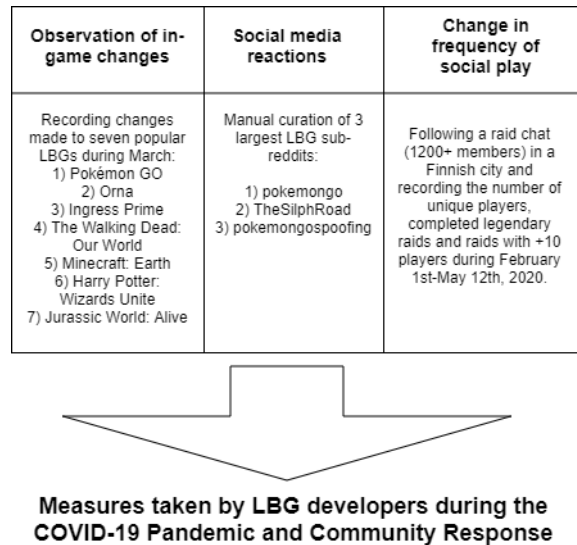 Observation of in-
game changes
Recording changes
made to seven popular
LBGs during March:
1) Pokémon GO
2) Orna
3) Ingress Prime
4) The Walking Dead:
Our World
5) Minecraft: Earth
6) Harry Potter:
Wizards Unite
7) Jurassic World: Alive
Social media
reactions
Manual curation of 3
largest LBG sub-
reddits:
1) pokemongo
2) TheSilphRoad
3) pokemongospoofing
Change in
frequency of
social play
Following a raid chat
(1200+ members) in a
Finnish city and
recording the number of
unique players,
completed legendary
raids and raids with +10
players during February
1st-May 12th, 2020.
Measures taken by LBG developers during the
COVID-19 Pandemic and Community Response